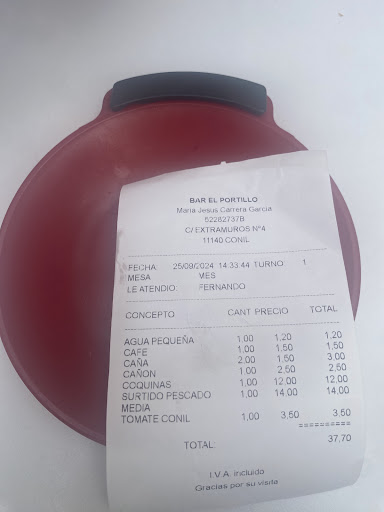 BAR EL PORTILLO
Maria Jesus Carrera Garcia
52282737B
C/ EXTRAMUROS Nº4
11140 CONIL
FECHA: 25/09/2024 14:33:44 TURNO: 1
MESA MES
LE ATENDIO: FERNANDO
CONCEPTO CANT PRECIO TOTAL
AGUA PEQUEÑA 1,00 1,20 1,20
CAFE 1,00 1,50 1,50
CAÑA 2,00 1,50 3,00
CAÑON 1,00 2,50 2,50
COQUINAS 1,00 12,00 12,00
SURTIDO PESCADO 1,00 14,00 14,00
MEDIA
TOMATE CONIL 1,00 3,50 3,50
==========
TOTAL: 37,70
I.V.A. incluido
Gracias por su visita